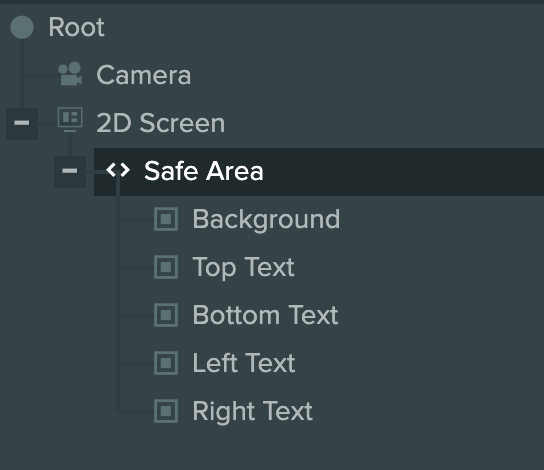 Root
Camera
2D Screen
Safe Area
Background
Top Text
Bottom Text
Left Text
Right Text